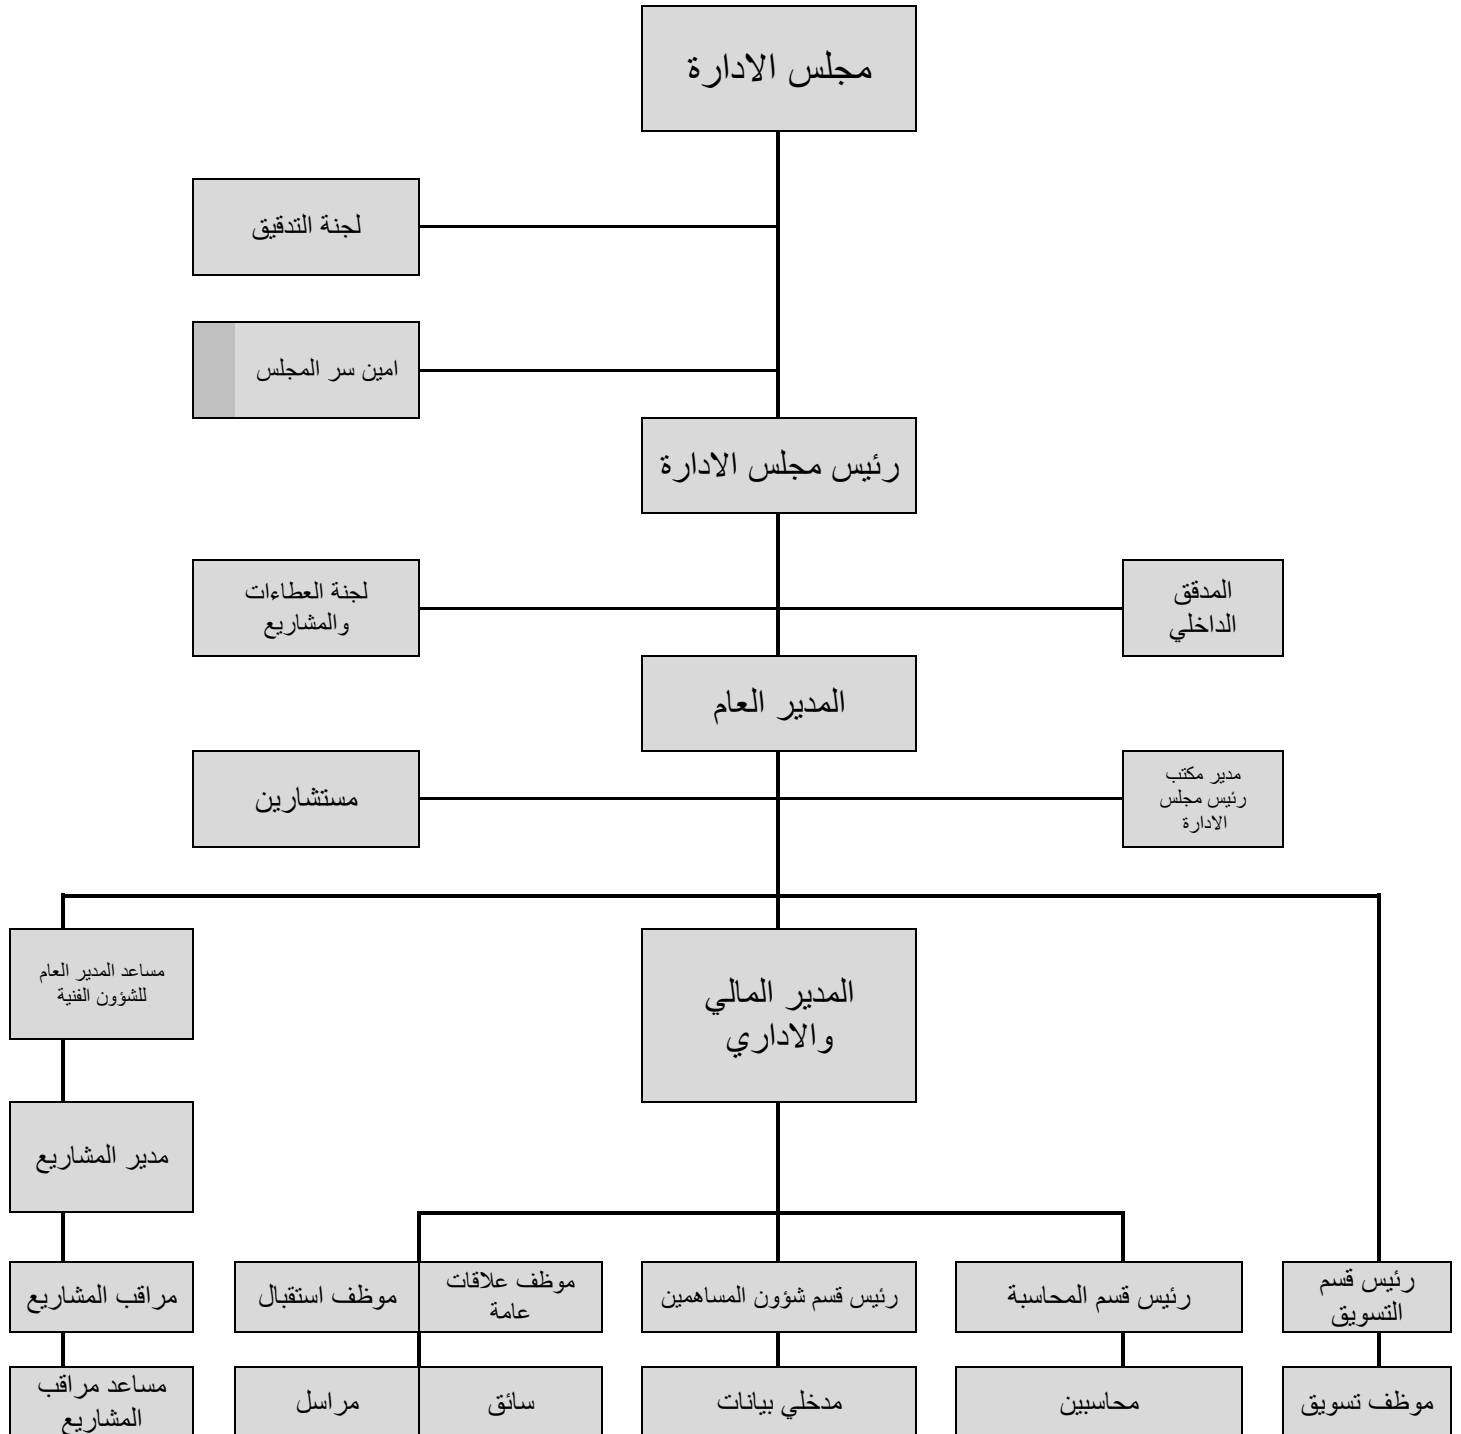 مجلس الادارة
لجنة التدقيق
امين سر المجلس
رئيس مجلس الادارة
المدقق
الداخلي
لجنة العطاءات
والمشاريع
المدير العام
مدير مكتب
رئيس مجلس
الادارة
مستشارين
المدير المالي
والاداري
مساعد المدير العام
للشؤون الفنية
مدير المشاريع
رئيس قسم
التسويق
رئيس قسم المحاسبة
رئيس قسم شؤون المساهمين
موظف علاقات
عامة
موظف استقبال
مراقب المشاريع
موظف تسويق
محاسبين
مدخلي بيانات
سائق
مراسل
مساعد مراقب
المشاريع